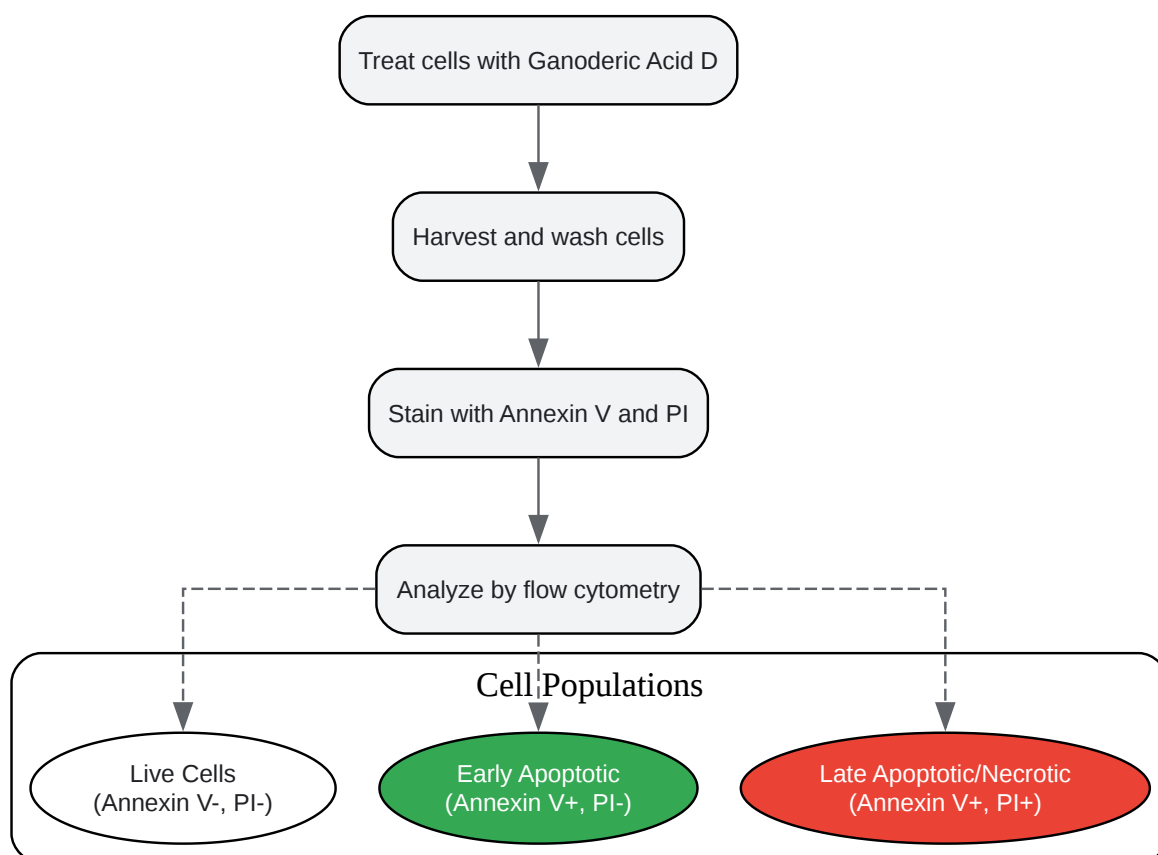 Treat cells with Ganoderic Acid D
Harvest and wash cells
Stain with Annexin V and PI
Analyze by flow cytometry
Cell Populations
Live Cells
(Annexin V-, PI-)
Early Apoptotic
(Annexin V+, PI-)
Late Apoptotic/Necrotic
(Annexin V+, PI+)